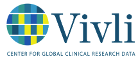 Vivli
CENTER FOR GLOBAL CLINICAL RESEARCH DATA